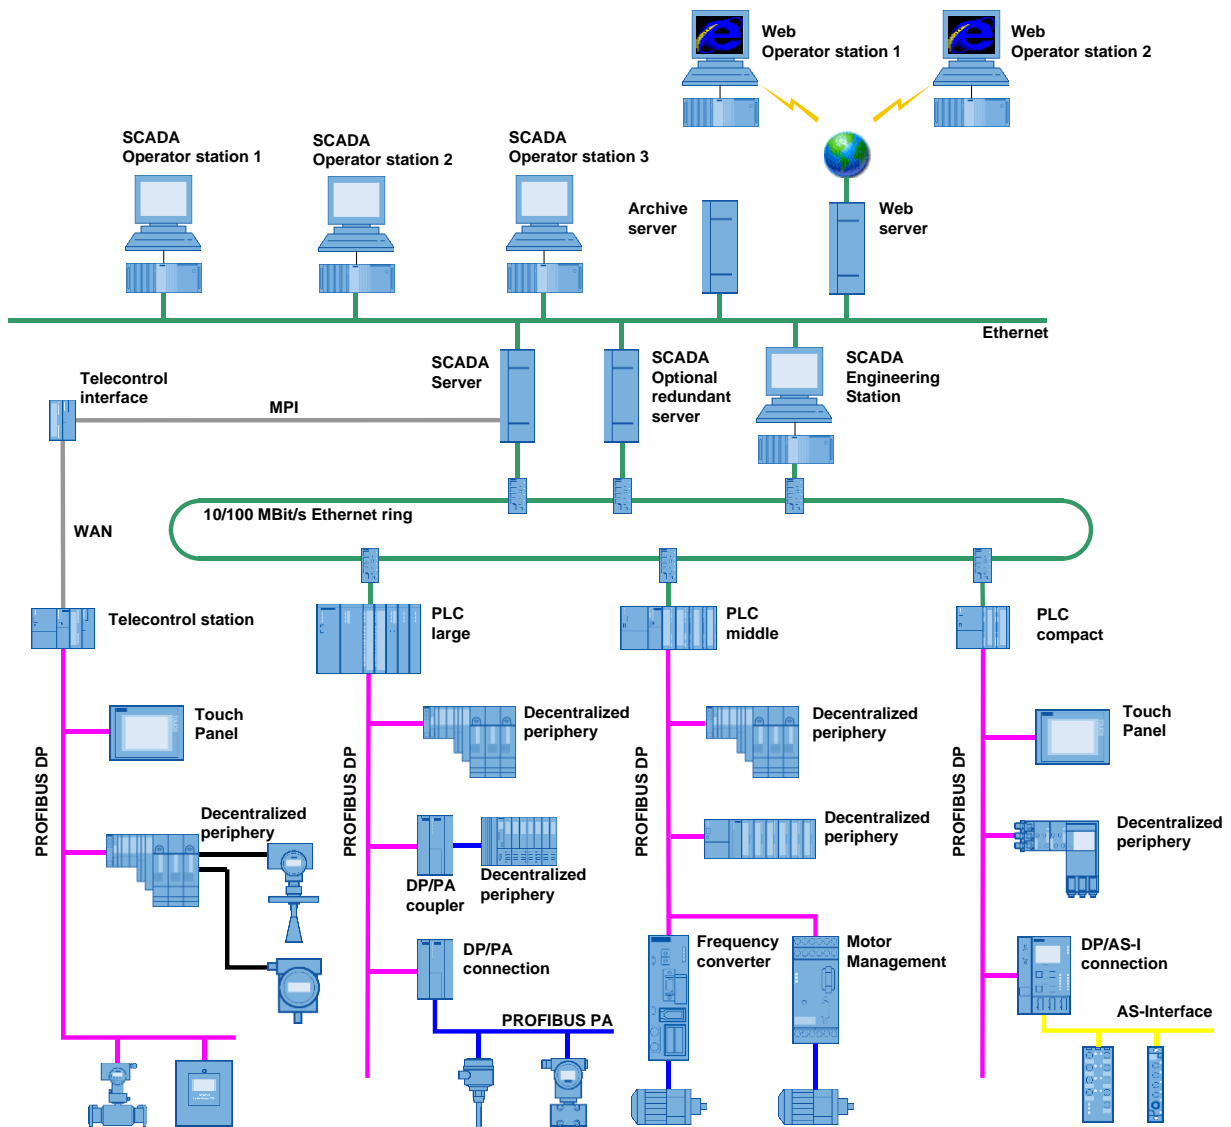 Web
Operator station 1
Web
Operator station 2
SCADA
Operator station 1
SCADA
Operator station 2
SCADA
Operator station 3
Archive
server
Web
server
Ethernet
SCADA
Server
SCADA
Optional
redundant
server
SCADA
Engineering
Station
Telecontrol
interface
MPI
10/100 MBit/s Ethernet ring
WAN
Telecontrol station
PLC
large
PLC
middle
PLC
compact
Touch
Panel
Decentralized
periphery
Decentralized
periphery
Touch
Panel
PROFIBUS DP
PROFIBUS DP
PROFIBUS DP
PROFIBUS DP
Decentralized
periphery
DP/PA
coupler
Decentralized
periphery
Decentralized
periphery
Decentralized
periphery
DP/PA
connection
Frequency
converter
Motor
Management
DP/AS-I
connection
PROFIBUS PA
AS-Interface